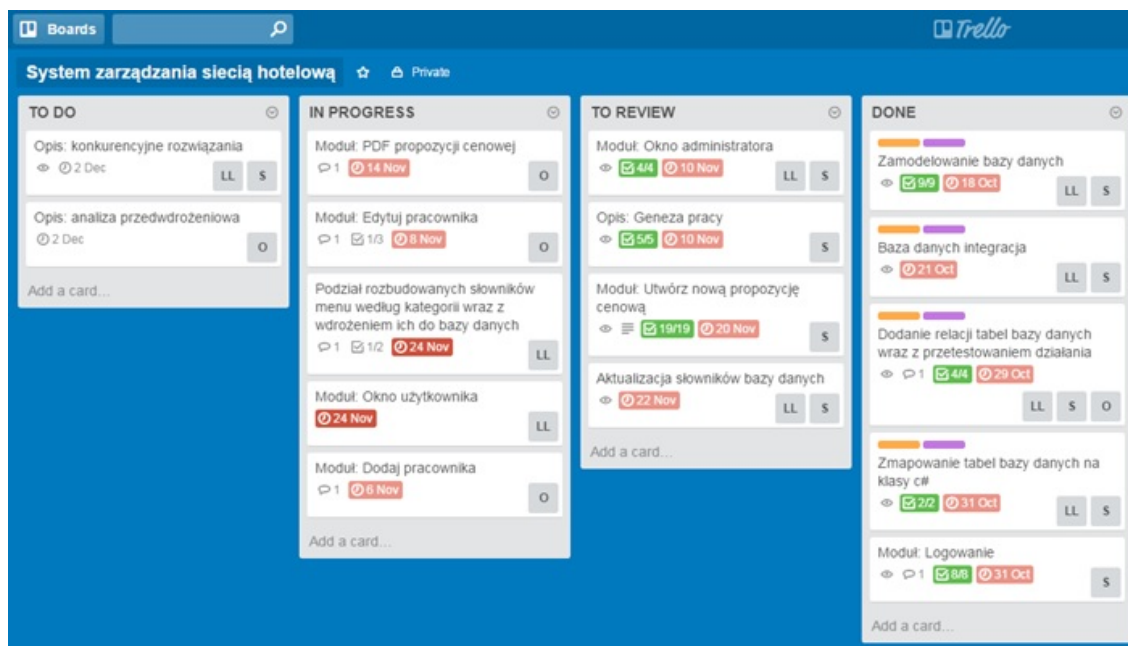 Boards
Trello
System zarządzania siecią hotelową Private
TO DO
Opis: konkurencyjne rozwiązania
2 Dec
LL S
Opis: analiza przedwdrożeniowa
2 Dec
O
Add a card...
IN PROGRESS
Moduł: PDF propozycji cenowej
1 14 Nov
O
Moduł: Edytuj pracownika
1 1/3 8 Nov
O
Podział rozbudowanych słowników
menu według kategorii wraz z
wdrożeniem ich do bazy danych
1 1/2 24 Nov
LL
Moduł: Okno użytkownika
24 Nov
LL
Moduł: Dodaj pracownika
1 6 Nov
O
Add a card...
TO REVIEW
Moduł: Okno administratora
4/4 10 Nov
LL S
Opis: Geneza pracy
5/5 10 Nov
S
Moduł: Utwórz nową propozycję
cenową
19/19 20 Nov
S
Aktualizacja słowników bazy danych
22 Nov
LL S
Add a card...
DONE
Zamodelowanie bazy danych
9/9 18 Oct
LL S
Baza danych integracja
21 Oct
LL S
Dodanie relacji tabel bazy danych
wraz z przetestowaniem działania
1 4/4 29 Oct
LL S O
Zmapowanie tabel bazy danych na
klasy c#
2/2 31 Oct
LL S
Moduł: Logowanie
1 8/8 31 Oct
S
Add a card...